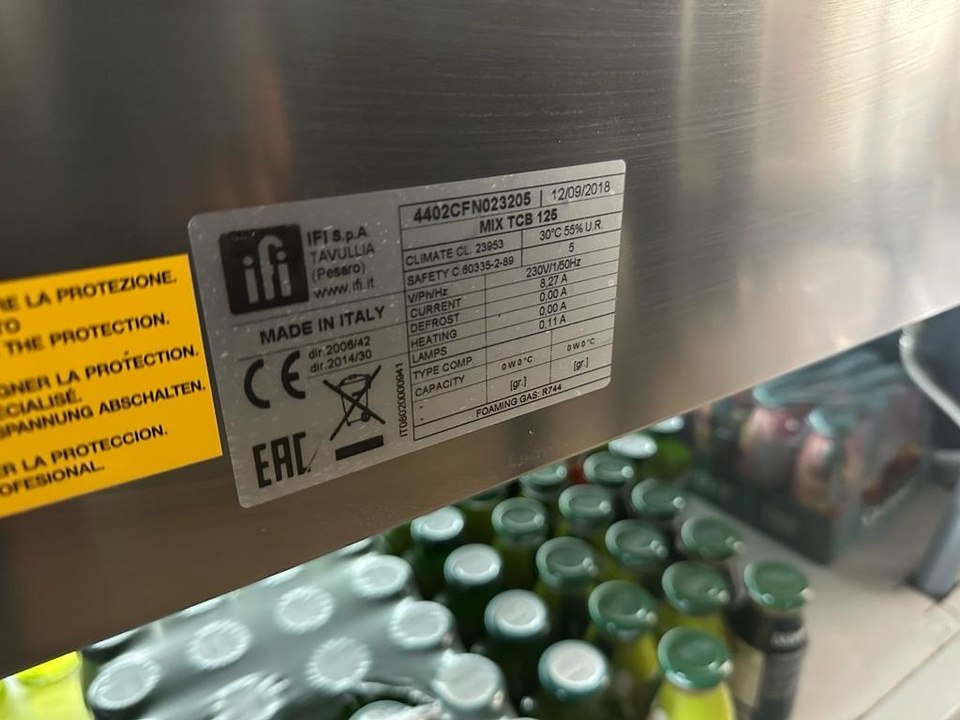 RE LA PROTEZIONE.
TO
THE PROTECTION.
GNER LA PROTECTION.
ÉCIALISÉ.
SPANNUNG ABSCHALTEN.
ER LA PROTECCION.
OFESIONAL.
ifi
IFI S.p.A
TAVULLIA
(Pesaro)
www.ifi.it
MADE IN ITALY
CE dir.2006/42
dir.2014/30
EAC
IT08020000941
4402CFN023205 12/09/2018
MIX TCB 125
CLIMATE CL. 23953 30°C 55% U.R.
SAFETY C.60335-2-89 5
V/Ph/Hz 230V/1/50Hz
CURRENT 8,27 A
DEFROST 0,00 A
HEATING 0,00 A
LAMPS 0,11 A
TYPE COMP 0 W 0 °C 0 W 0 °C
CAPACITY [gr.] [gr.]
FOAMING GAS: R744